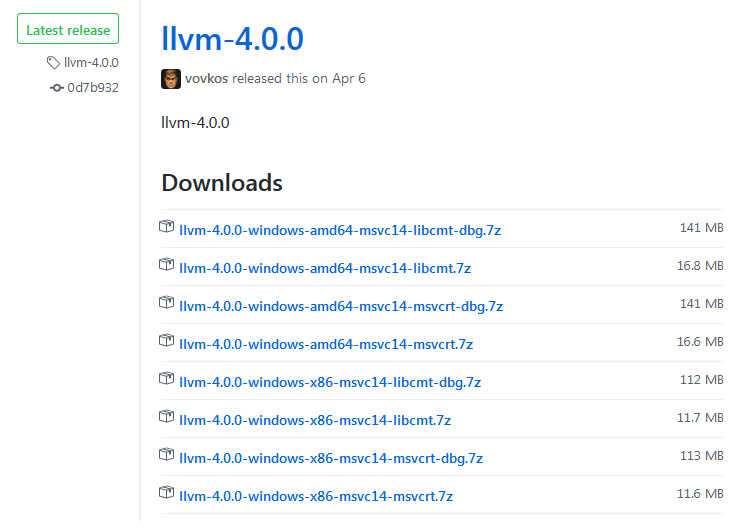 Latest release
llvm-4.0.0
0d7b932
llvm-4.0.0
vovkos released this on Apr 6
llvm-4.0.0
Downloads
llvm-4.0.0-windows-amd64-msvc14-libcmt-dbg.7z 141 MB
llvm-4.0.0-windows-amd64-msvc14-libcmt.7z 16.8 MB
llvm-4.0.0-windows-amd64-msvc14-msvcrt-dbg.7z 141 MB
llvm-4.0.0-windows-amd64-msvc14-msvcrt.7z 16.6 MB
llvm-4.0.0-windows-x86-msvc14-libcmt-dbg.7z 112 MB
llvm-4.0.0-windows-x86-msvc14-libcmt.7z 11.7 MB
llvm-4.0.0-windows-x86-msvc14-msvcrt-dbg.7z 113 MB
llvm-4.0.0-windows-x86-msvc14-msvcrt.7z 11.6 MB